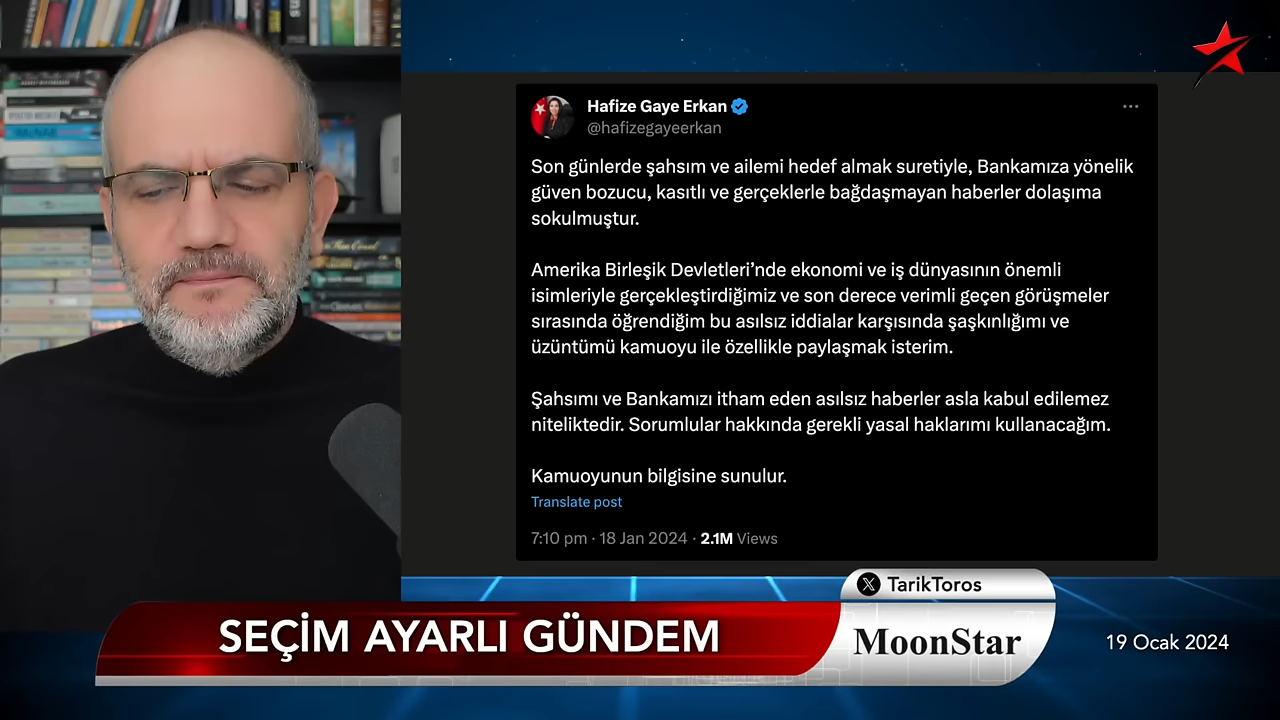 Hafize Gaye Erkan
@hafizegayeerkan
Son günlerde şahsım ve ailemi hedef almak suretiyle, Bankamıza yönelik
güven bozucu, kasıtlı ve gerçeklerle bağdaşmayan haberler dolaşıma
sokulmuştur.
Amerika Birleşik Devletleri’nde ekonomi ve iş dünyasının önemli
isimleriyle gerçekleştirdiğimiz ve son derece verimli geçen görüşmeler
sırasında öğrendiğim bu asılsız iddialar karşısında şaşkınlığımı ve
üzüntümü kamuoyu ile özellikle paylaşmak isterim.
Şahsımı ve Bankamızı itham eden asılsız haberler asla kabul edilemez
niteliktedir. Sorumlular hakkında gerekli yasal haklarımı kullanacağım.
Kamuoyunun bilgisine sunulur.
Translate post
7:10 pm · 18 Jan 2024 · 2.1M Views
TarikToros
SEÇİM AYARLI GÜNDEM
MoonStar
19 Ocak 2024